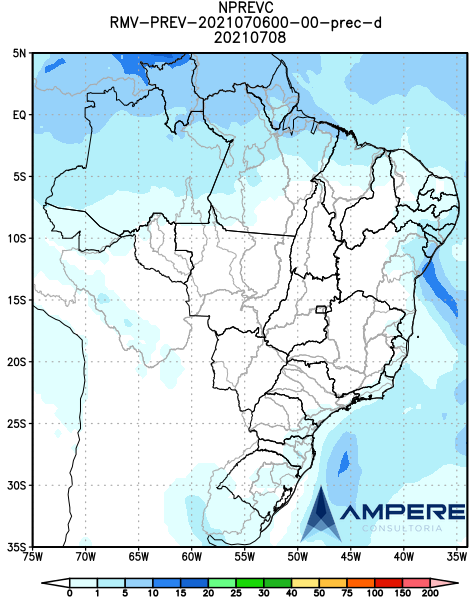 NPREVC
RMV-PREV-2021070600-00-prec-d
20210708
5N
EQ
5S
10S
15S
20S
25S
30S
35S
75W 70W 65W 60W 55W 50W 45W 40W 35W
AMPERE
CONSULTORIA
0 1 5 10 15 20 25 30 40 50 75 100 150 200